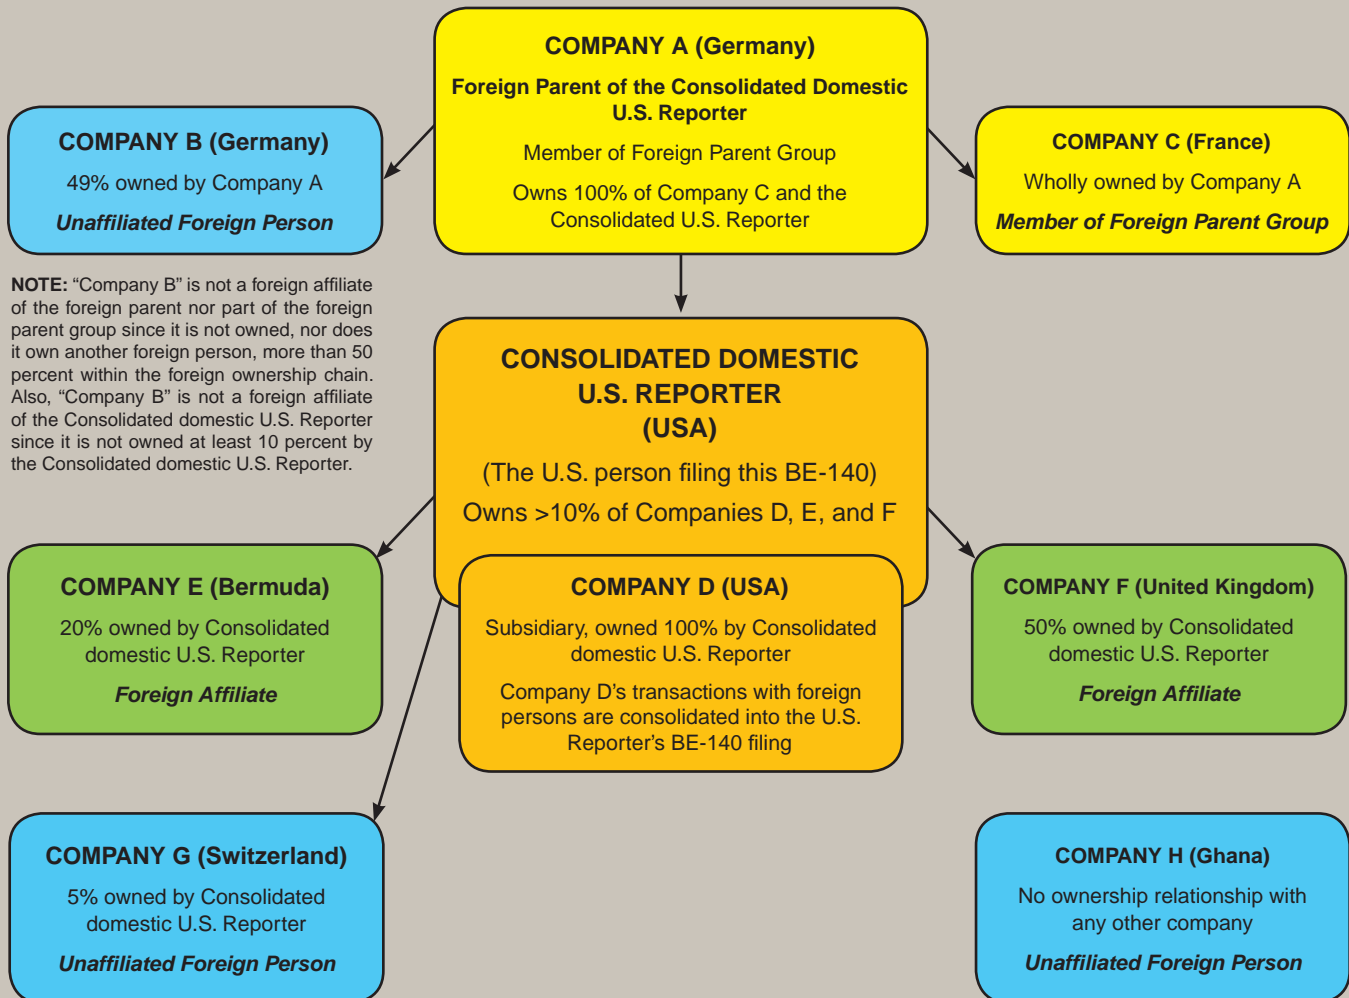 COMPANY A (Germany)
Foreign Parent of the Consolidated Domestic
U.S. Reporter
Member of Foreign Parent Group
Owns 100% of Company C and the
Consolidated U.S. Reporter
COMPANY B (Germany)
49% owned by Company A
Unaffiliated Foreign Person
COMPANY C (France)
Wholly owned by Company A
Member of Foreign Parent Group
NOTE: “Company B” is not a foreign affiliate
of the foreign parent nor part of the foreign
parent group since it is not owned, nor does
it own another foreign person, more than 50
percent within the foreign ownership chain.
Also, “Company B” is not a foreign affiliate
of the Consolidated domestic U.S. Reporter
since it is not owned at least 10 percent by
the Consolidated domestic U.S. Reporter.
CONSOLIDATED DOMESTIC
U.S. REPORTER
(USA)
(The U.S. person filing this BE-140)
Owns >10% of Companies D, E, and F
COMPANY E (Bermuda)
20% owned by Consolidated
domestic U.S. Reporter
Foreign Affiliate
COMPANY D (USA)
Subsidiary, owned 100% by Consolidated
domestic U.S. Reporter
Company D’s transactions with foreign
persons are consolidated into the U.S.
Reporter’s BE-140 filing
COMPANY F (United Kingdom)
50% owned by Consolidated
domestic U.S. Reporter
Foreign Affiliate
COMPANY G (Switzerland)
5% owned by Consolidated
domestic U.S. Reporter
Unaffiliated Foreign Person
COMPANY H (Ghana)
No ownership relationship with
any other company
Unaffiliated Foreign Person